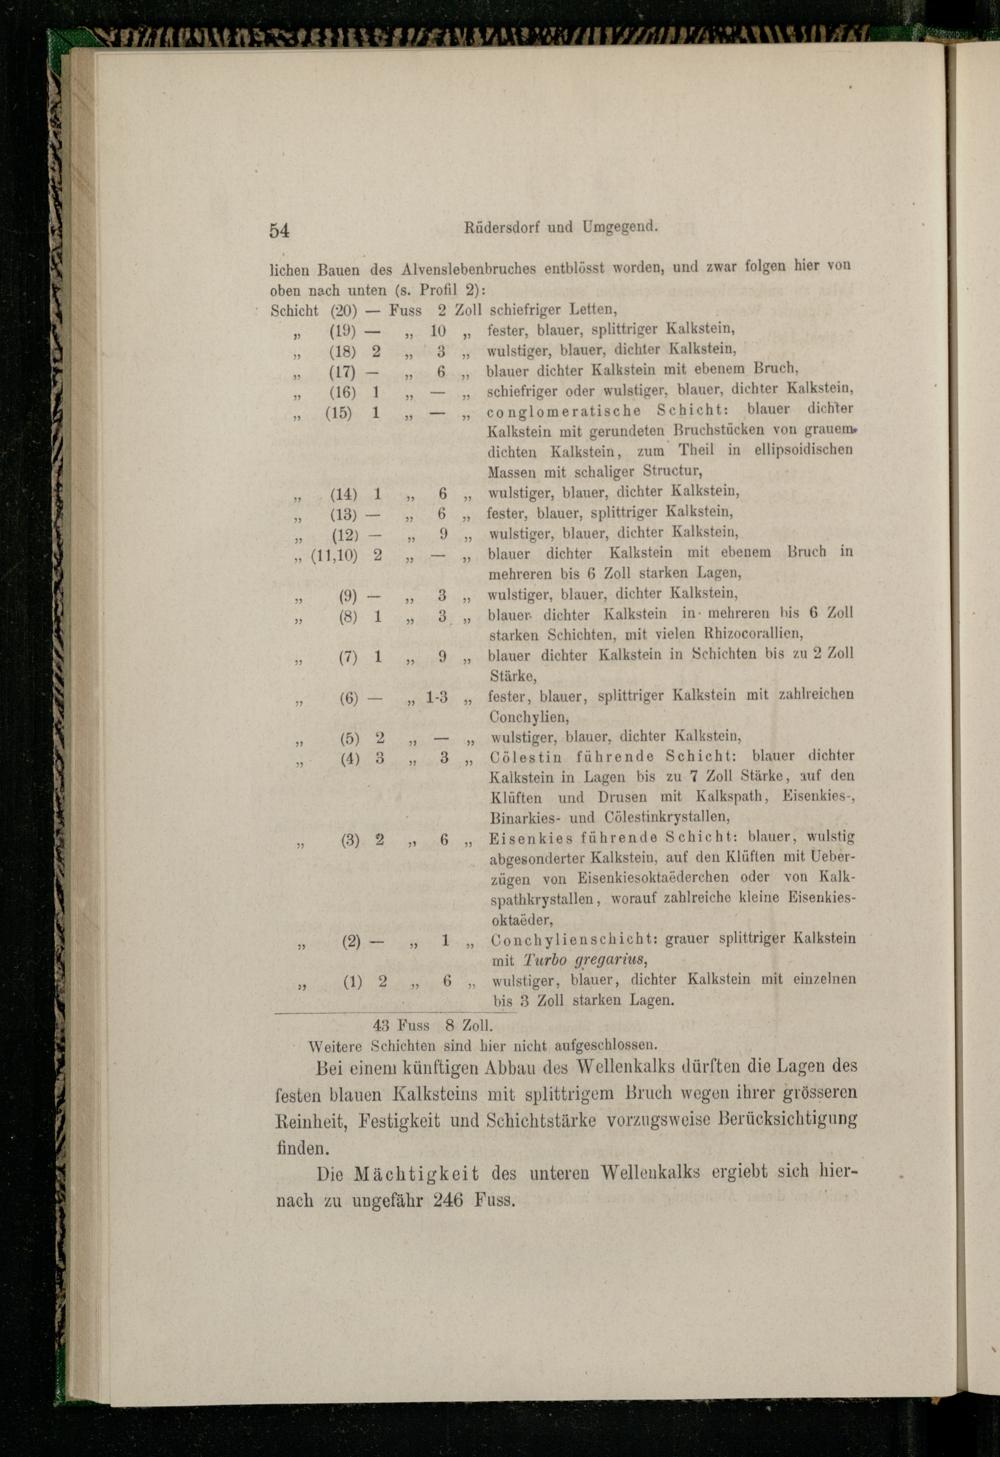 54 Rüdersdorf und Umgegend.
lichen Bauen des Alvenslebenbruches entblösst worden, und zwar folgen hier von
oben nach unten (s. Profil 2):
Schicht (20) — Fuss 2 Zoll schiefriger Letten,
„ (19) — „ 10 „ fester, blauer, splittriger Kalkstein,
„ (18) 2 „ 3 „ wulstiger, blauer, dichter Kalkstein,
„ (17) — „ 6 „ blauer dichter Kalkstein mit ebenem Bruch,
„ (16) 1 „ — „ schiefriger oder wulstiger, blauer, dichter Kalkstein,
„ (15) 1 „ — „ conglomeratische Schicht: blauer dichter
Kalkstein mit gerundeten Bruchstücken von grauem
dichten Kalkstein, zum Theil in ellipsoidischen
Massen mit schaliger Structur,
„ (14) 1 „ 6 „ wulstiger, blauer, dichter Kalkstein,
„ (13) — „ 6 „ fester, blauer, splittriger Kalkstein,
„ (12) — „ 9 „ wulstiger, blauer, dichter Kalkstein,
„ (11,10) 2 „ — „ blauer dichter Kalkstein mit ebenem Bruch in
mehreren bis 6 Zoll starken Lagen,
„ (9) — „ 3 „ wulstiger, blauer, dichter Kalkstein,
„ (8) 1 „ 3 „ blauer dichter Kalkstein in mehreren bis 6 Zoll
starken Schichten, mit vielen Rhizocorallien,
„ (7) 1 „ 9 „ blauer dichter Kalkstein in Schichten bis zu 2 Zoll
Stärke,
„ (6) — „ 1-3 „ fester, blauer, splittriger Kalkstein mit zahlreichen
Conchylien,
„ (5) 2 „ — „ wulstiger, blauer, dichter Kalkstein,
„ (4) 3 „ 3 „ Cölestin führende Schicht: blauer dichter
Kalkstein in Lagen bis zu 7 Zoll Stärke, auf den
Klüften und Drusen mit Kalkspath, Eisenkies-,
Binarkies- und Cölestinkrystallen,
„ (3) 2 „ 6 „ Eisenkies führende Schicht: blauer, wulstig
abgesonderter Kalkstein, auf den Klüften mit Ueber-
zügen von Eisenkiesoktaëderchen oder von Kalk-
spathkrystallen, worauf zahlreiche kleine Eisenkies-
oktaëder,
„ (2) — „ 1 „ Conchylienschicht: grauer splittriger Kalkstein
mit Turbo gregarius,
„ (1) 2 „ 6 „ wulstiger, blauer, dichter Kalkstein mit einzelnen
bis 3 Zoll starken Lagen.
43 Fuss 8 Zoll.
Weitere Schichten sind hier nicht aufgeschlossen.
Bei einem künftigen Abbau des Wellenkalks dürften die Lagen des
festen blauen Kalksteins mit splittrigem Bruch wegen ihrer grösseren
Reinheit, Festigkeit und Schichtstärke vorzugsweise Berücksichtigung
finden.
Die Mächtigkeit des unteren Wellenkalks ergiebt sich hier-
nach zu ungefähr 246 Fuss.